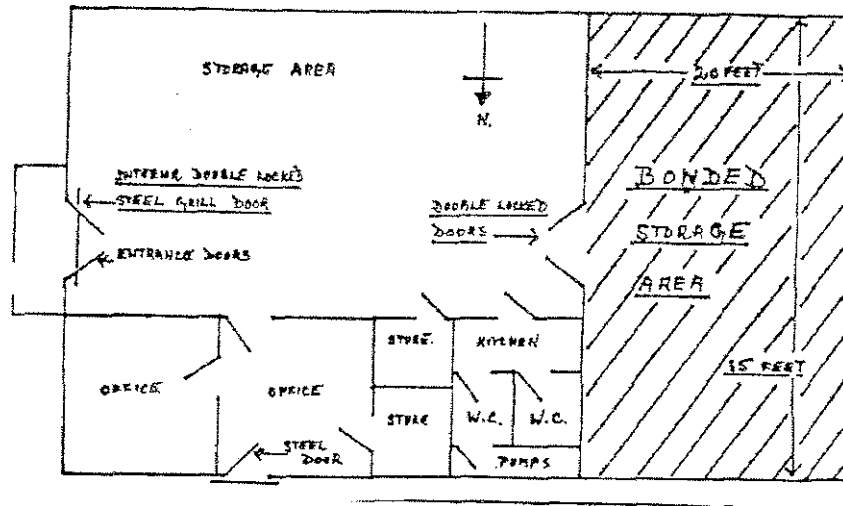 STORAGE AREA
N.
20 FEET
INTERNAL DOUBLE LOCKED
STEEL GRILL DOOR
ENTRANCE DOORS
DOUBLE LOCKED
DOORS
BONDED
STORAGE
AREA
35 FEET
OFFICE
OFFICE
STEEL
DOOR
STORE.
KITCHEN
STORE
W.C.
W.C.
PUMPS